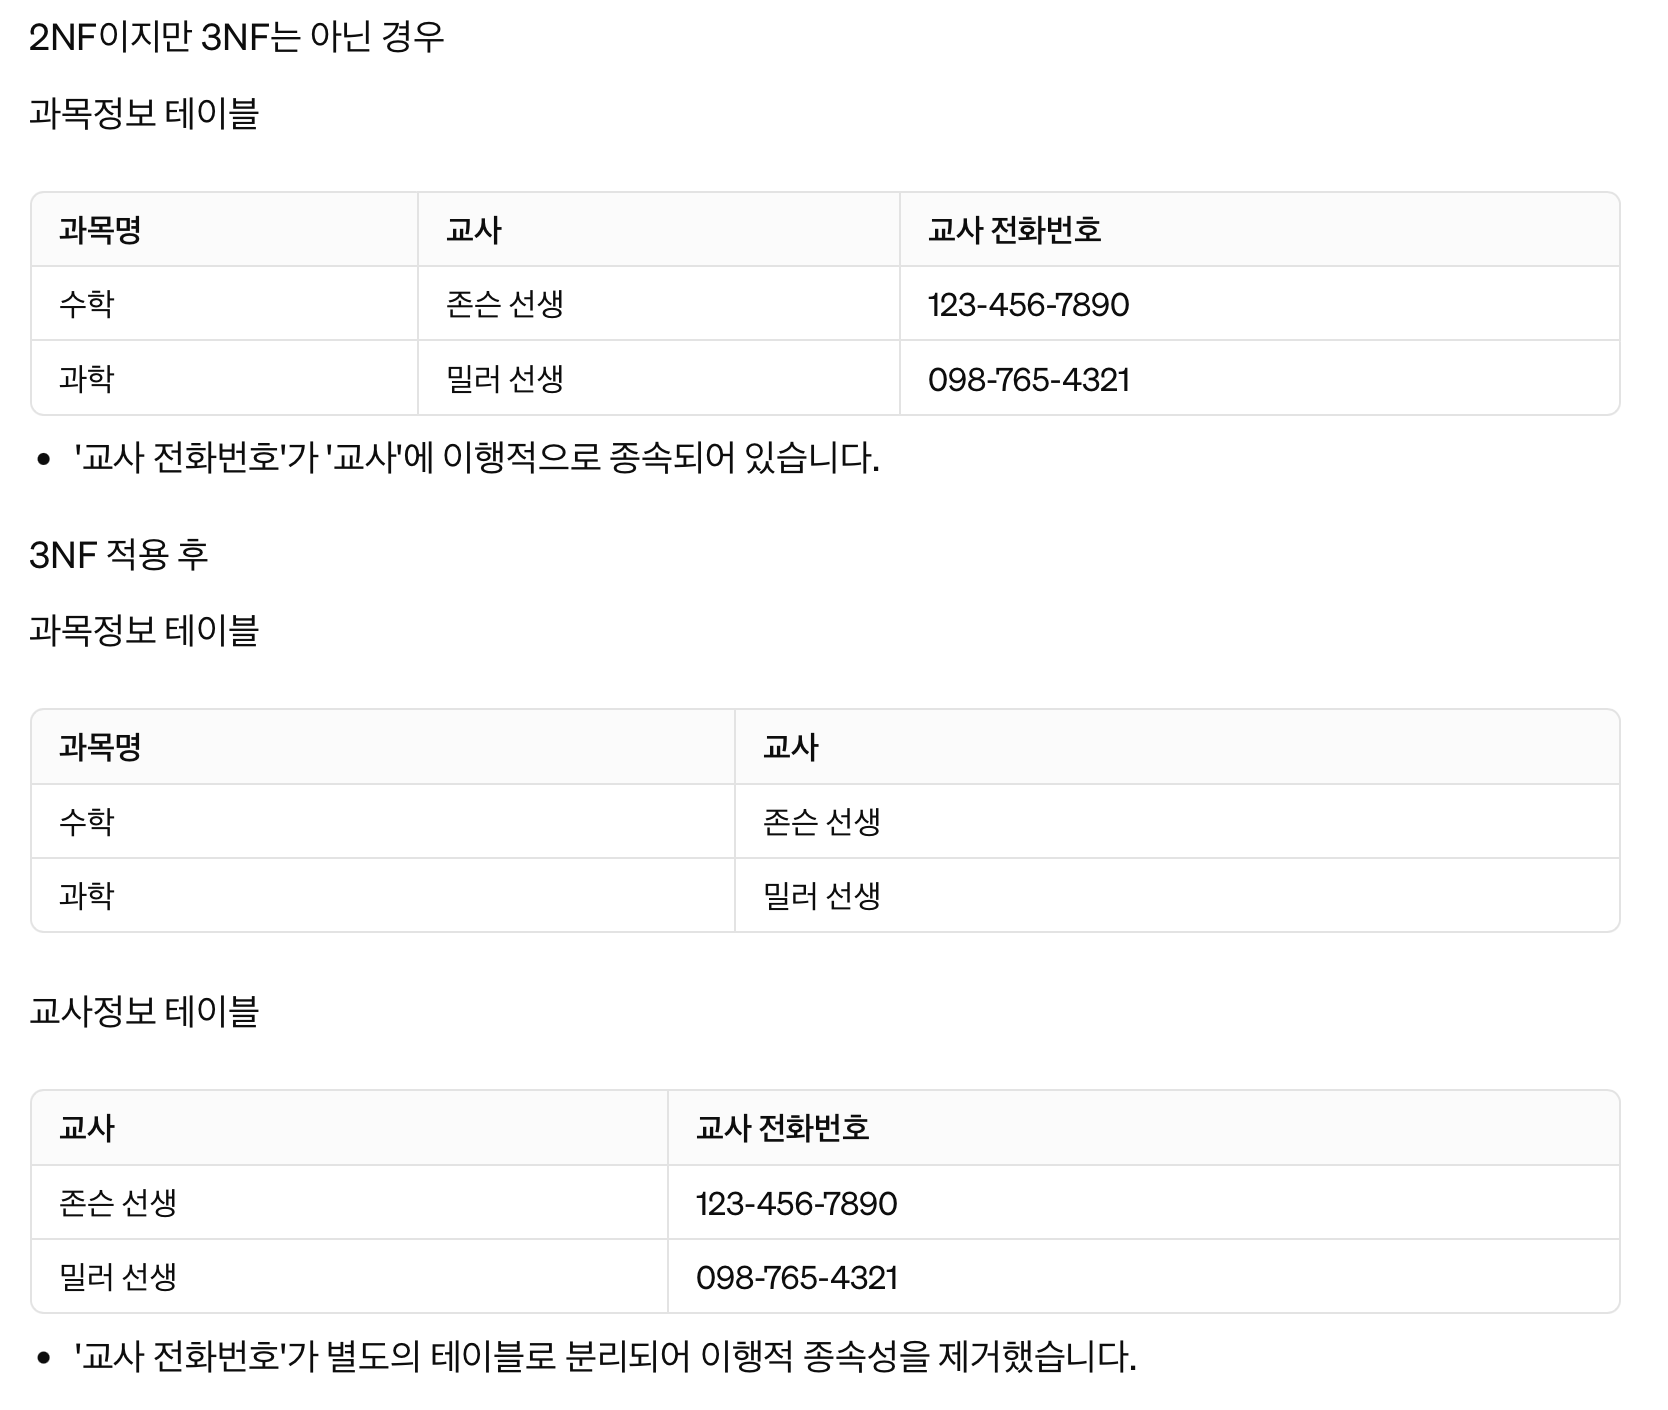 2NF이지만 3NF는 아닌 경우
과목정보 테이블
과목명 교사 교사 전화번호
수학 존슨 선생 123-456-7890
과학 밀러 선생 098-765-4321
• '교사 전화번호'가 '교사'에 이행적으로 종속되어 있습니다.
3NF 적용 후
과목정보 테이블
과목명 교사
수학 존슨 선생
과학 밀러 선생
교사정보 테이블
교사 교사 전화번호
존슨 선생 123-456-7890
밀러 선생 098-765-4321
• '교사 전화번호'가 별도의 테이블로 분리되어 이행적 종속성을 제거했습니다.